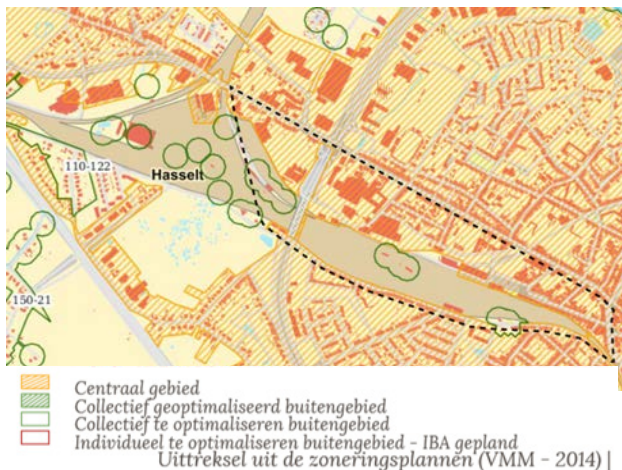 110-122
Hasselt
150-21
Centraal gebied
Collectief geoptimaliseerd buitengebied
Collectief te optimaliseren buitengebied
Individueel te optimaliseren buitengebied - IBA gepland
Uittreksel uit de zoneringsplannen (VMM - 2014) |